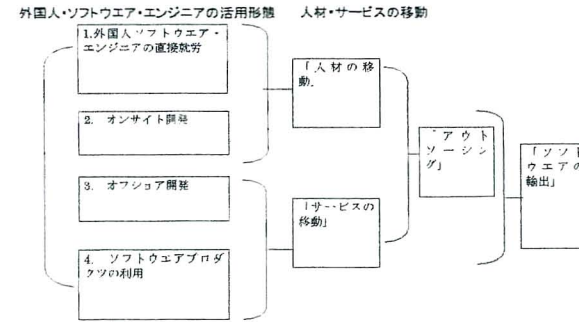 外国人・ソフトウエア・エンジニアの活用形態　人材・サービスの移動
1.外国人ソフトウエア・
エンジニアの直接就労
2. オンサイト開発
3. オフショア開発
4. ソフトウエアプロダ
クツの利用
「人材の移
動」
「サービスの
移動」
「アウト
ソーシン
グ」
「ソフト
ウエアの
輸出」